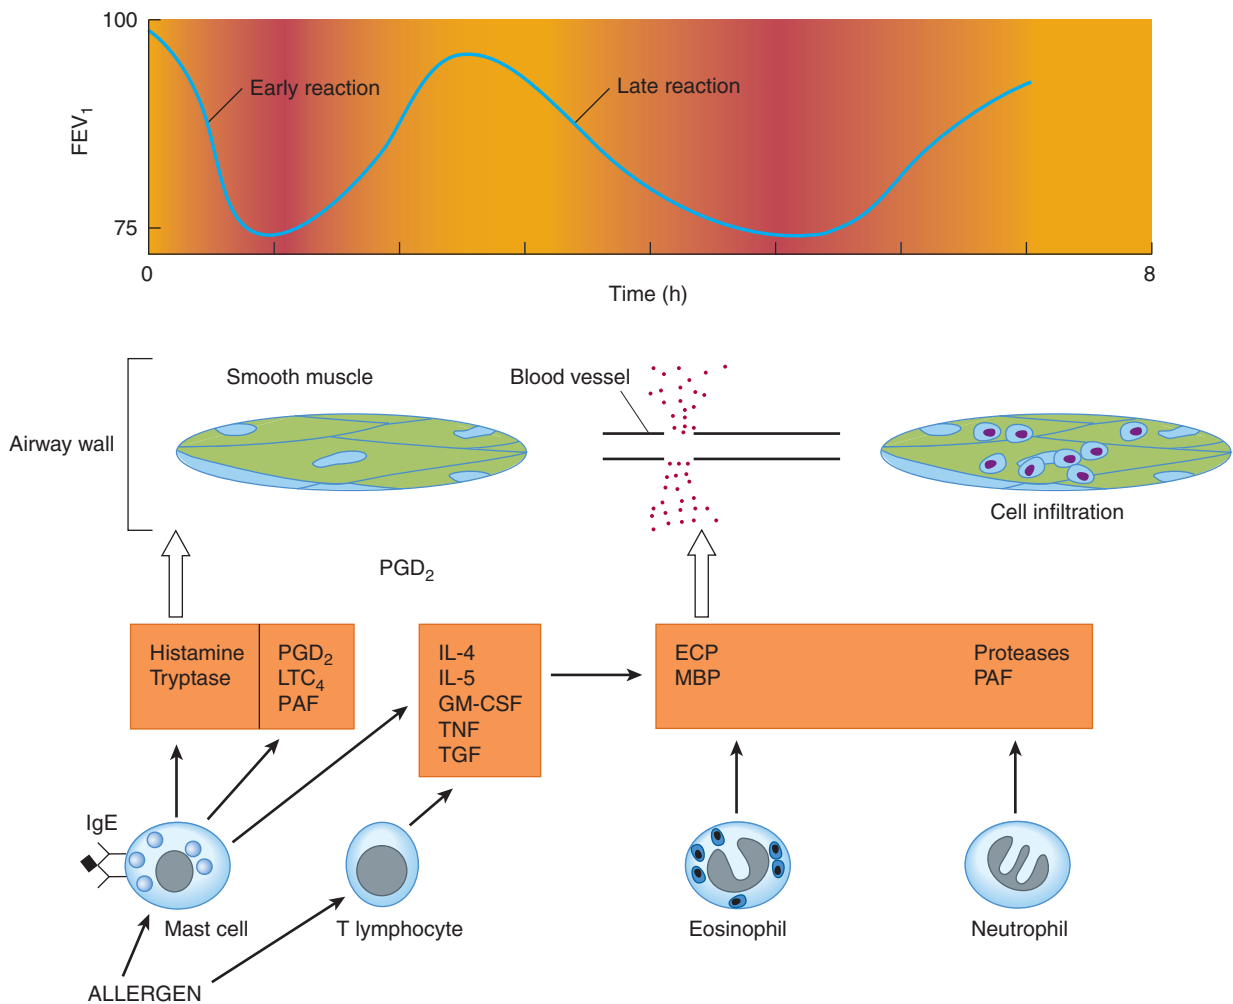 100
Early reaction
Late reaction
FEV₁
75
0
8
Time (h)
Smooth muscle
Blood vessel
Airway wall
Cell infiltration
PGD₂
Histamine
Tryptase
PGD₂
LTC₄
PAF
IL-4
IL-5
GM-CSF
TNF
TGF
ECP
MBP
Proteases
PAF
IgE
Mast cell
T lymphocyte
Eosinophil
Neutrophil
ALLERGEN